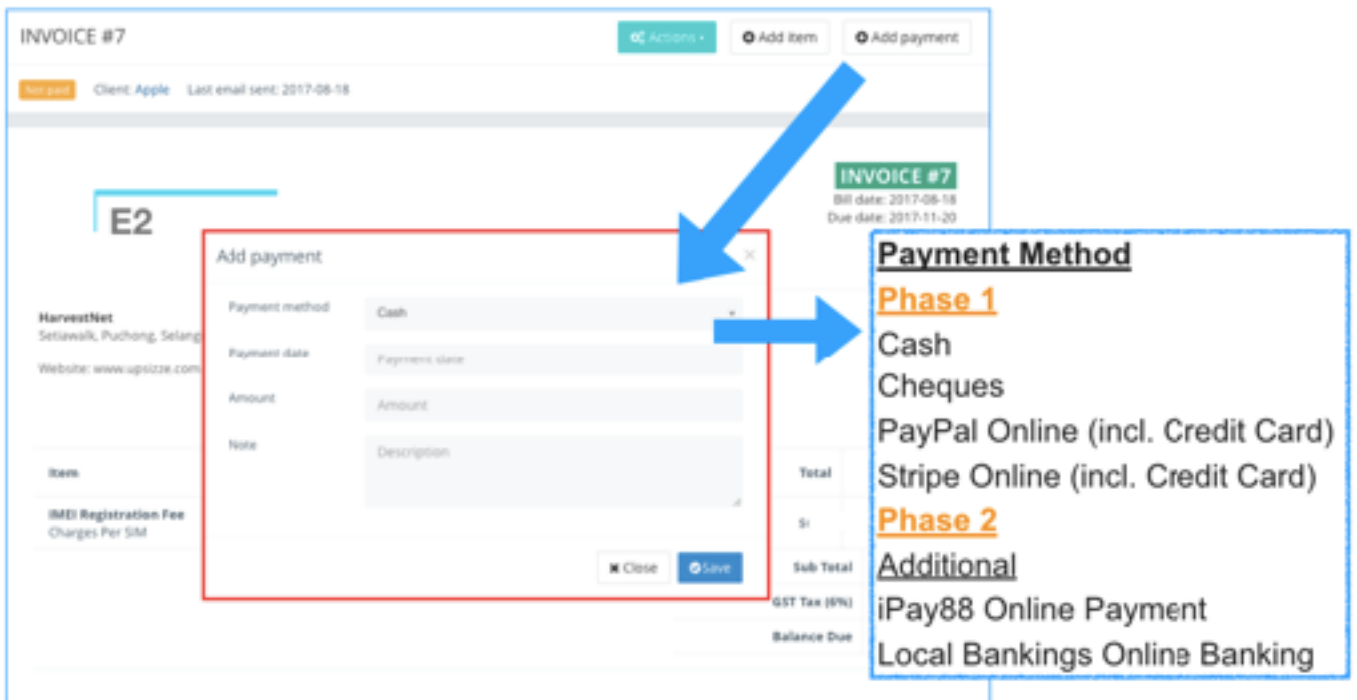 INVOICE #7
Actions
Add item
Add payment
Not paid Client: Apple Last email sent: 2017-08-18
INVOICE #7
Bill date: 2017-08-18
Due date: 2017-11-20
E2
HarvestNet
Setiawalk, Puchong, Selang
Website: www.upsizze.com
Add payment
Payment method Cash
Payment date Payment date
Amount Amount
Note Description
Close Save
Item Total
IMEI Registration Fee
Charges Per SIM
Sub Total
GST Tax (6%)
Balance Due
Payment Method
Phase 1
Cash
Cheques
PayPal Online (incl. Credit Card)
Stripe Online (incl. Credit Card)
Phase 2
Additional
iPay88 Online Payment
Local Bankings Online Banking